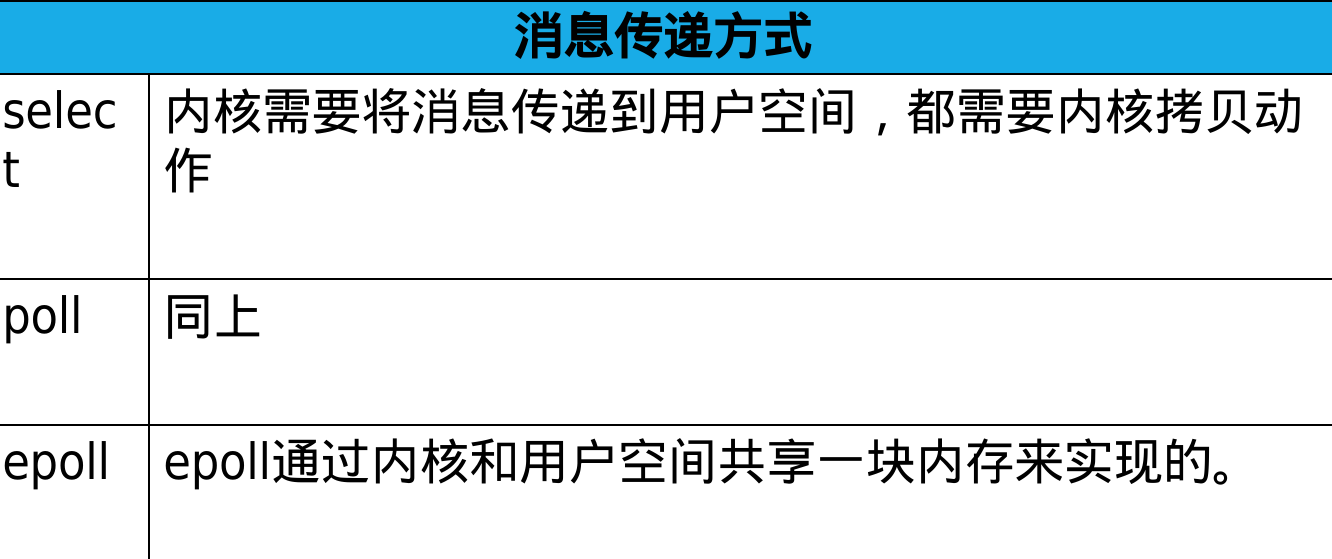 消息传递方式
selec
t
内核需要将消息传递到用户空间，都需要内核拷贝动
作
poll
同上
epoll
epoll通过内核和用户空间共享一块内存来实现的。